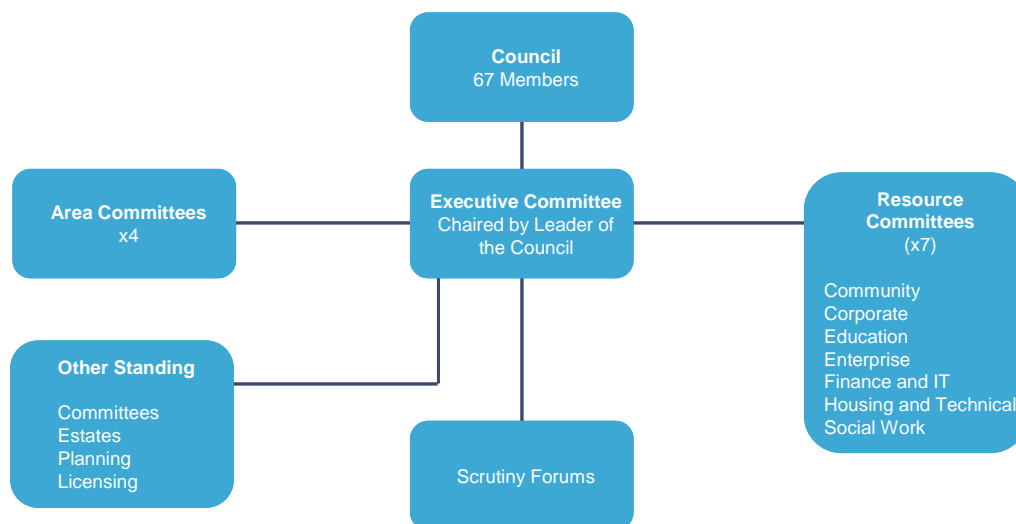 Council
67 Members
Area Committees
x4
Executive Committee
Chaired by Leader of
the Council
Resource
Committees
(x7)
Community
Corporate
Education
Enterprise
Finance and IT
Housing and Technical
Social Work
Other Standing
Committees
Estates
Planning
Licensing
Scrutiny Forums